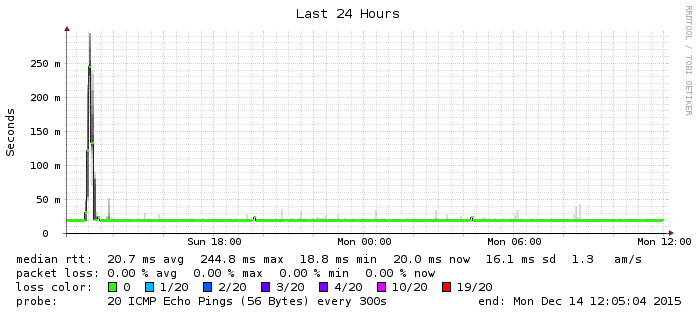 Last 24 Hours
RRDTOOL / TOBI OETIKER
Seconds
250 m
200 m
150 m
100 m
50 m
0
Sun 18:00 Mon 00:00 Mon 06:00 Mon 12:00
median rtt: 20.7 ms avg 244.8 ms max 18.8 ms min 20.0 ms now 16.1 ms sd 1.3 am/s
packet loss: 0.00 % avg 0.00 % max 0.00 % min 0.00 % now
loss color: 0 1/20 2/20 3/20 4/20 10/20 19/20
probe: 20 ICMP Echo Pings (56 Bytes) every 300s end: Mon Dec 14 12:05:04 2015